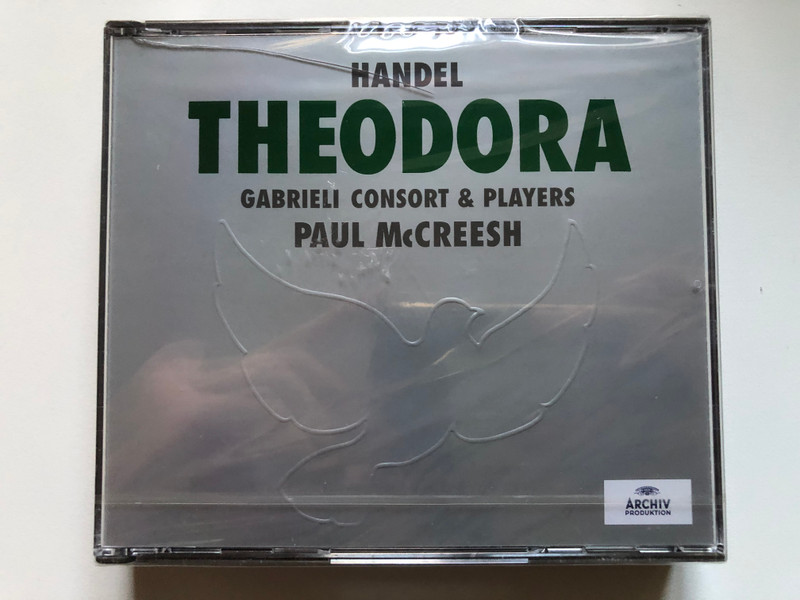 HANDEL
THEODORA
GABRIELI CONSORT & PLAYERS
PAUL McCREESH
ARCHIV
PRODUKTION